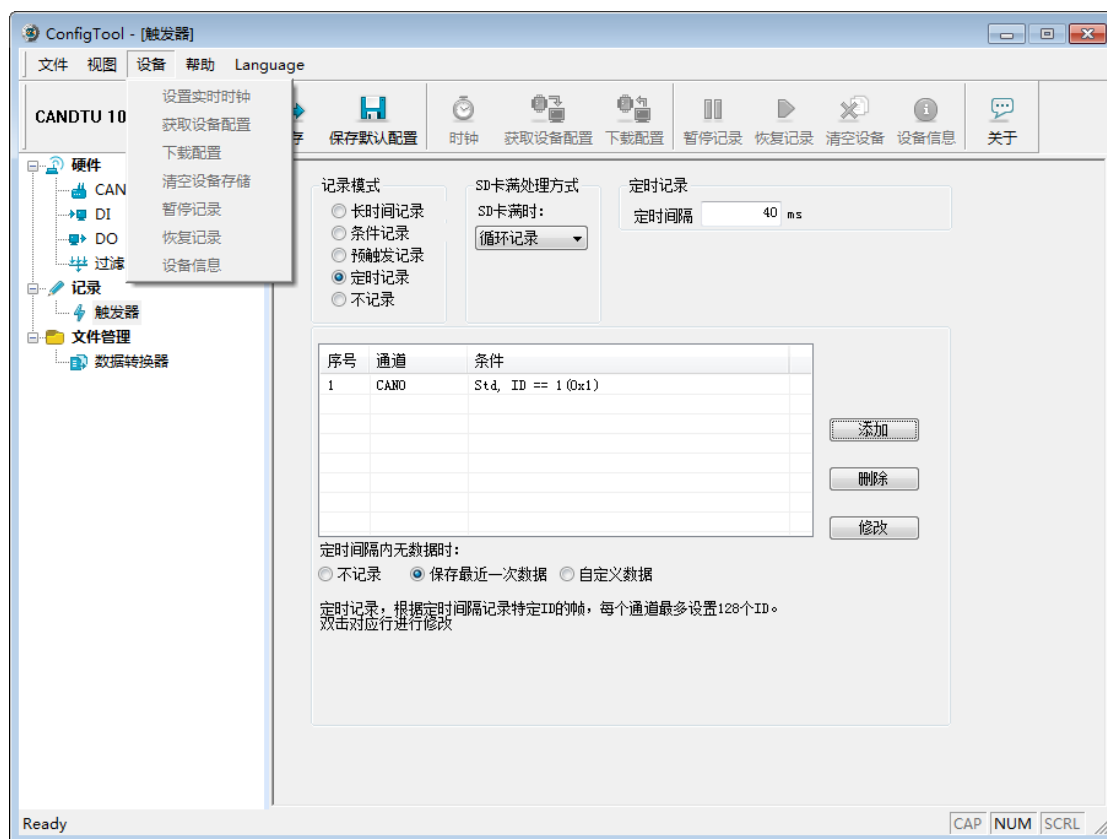 ConfigTool - [触发器]
文件 视图 设备 帮助 Language
CANDTU 10
存 保存默认配置 时钟 获取设备配置 下载配置 暂停记录 恢复记录 清空设备 设备信息 关于
设置实时时钟
获取设备配置
下载配置
清空设备存储
暂停记录
恢复记录
设备信息
硬件
CAN
DI
DO
过滤
记录
触发器
文件管理
数据转换器
记录模式
长时间记录
条件记录
预触发记录
定时记录
不记录
SD卡满处理方式
SD卡满时:
循环记录
定时记录
定时间隔 40 ms
序号 通道 条件
1 CAN0 Std, ID == 1(0x1)
添加
删除
修改
定时间隔内无数据时:
不记录 保存最近一次数据 自定义数据
定时记录，根据定时间隔记录特定ID的帧，每个通道最多设置128个ID。
双击对应行进行修改
Ready
CAP NUM SCRL